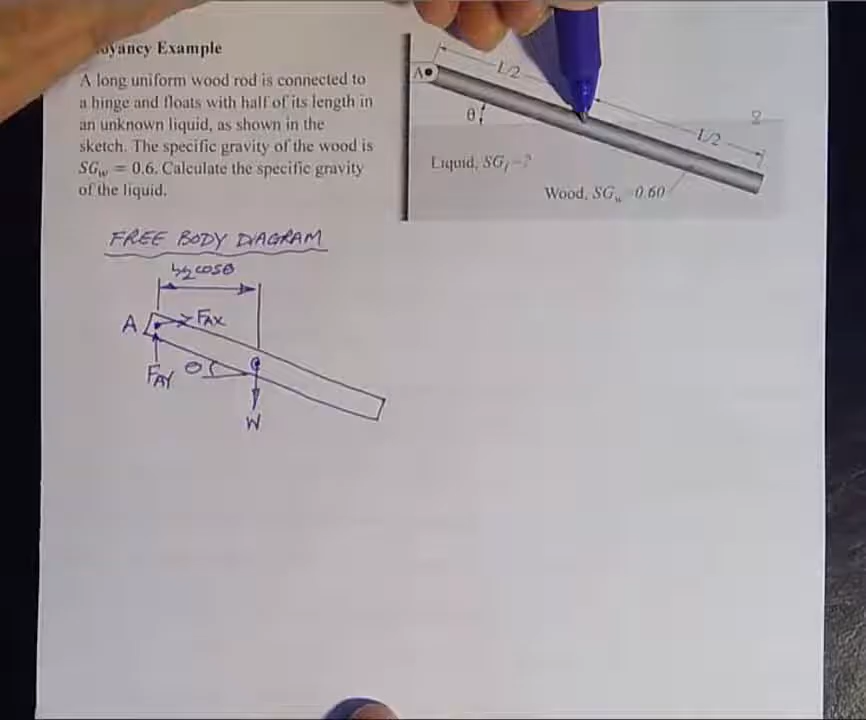 oyancy Example
A long uniform wood rod is connected to
a hinge and floats with half of its length in
an unknown liquid, as shown in the
sketch. The specific gravity of the wood is
SGw = 0.6. Calculate the specific gravity
of the liquid.
A
L/2
θ
L/2
Liquid, SG
Wood, SGw 0.60
FREE BODY DIAGRAM
L/2 cosθ
A
FAX
FAY
θ
W